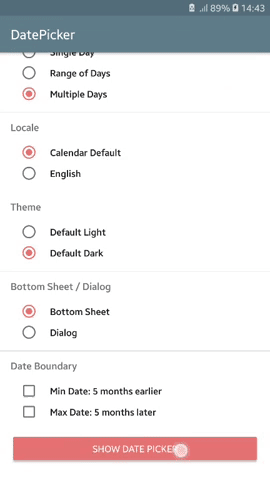 89% 14:43
DatePicker
Single Day
Range of Days
Multiple Days
Locale
Calendar Default
English
Theme
Default Light
Default Dark
Bottom Sheet / Dialog
Bottom Sheet
Dialog
Date Boundary
Min Date: 5 months earlier
Max Date: 5 months later
SHOW DATE PICKER